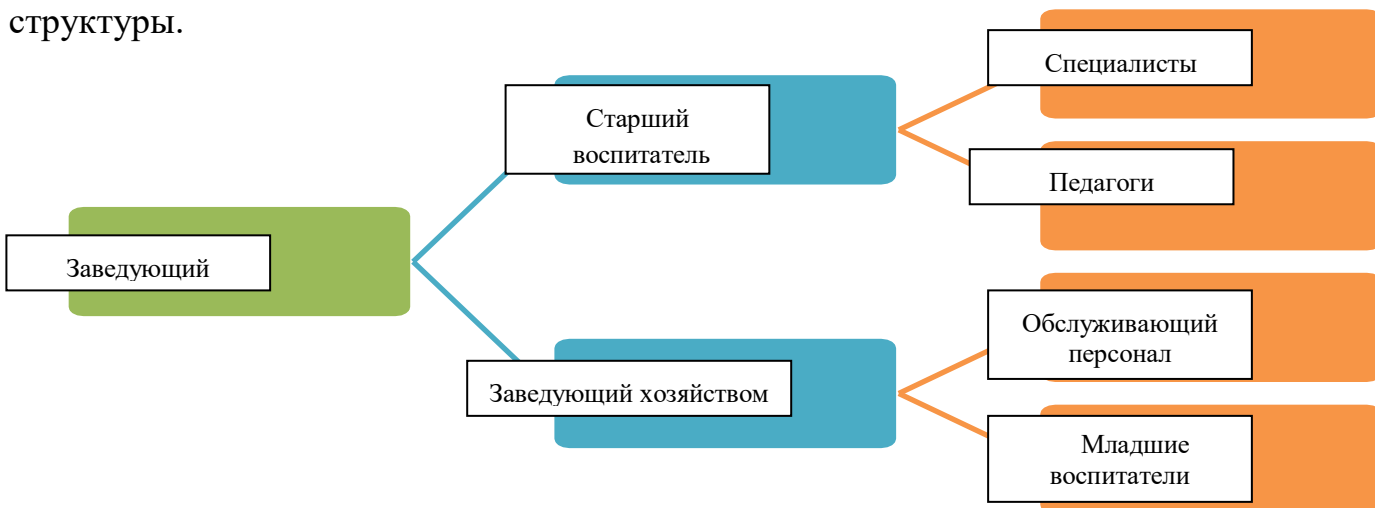 структуры.
Специалисты
Старший
воспитатель
Педагоги
Заведующий
Обслуживающий
персонал
Заведующий хозяйством
Младшие
воспитатели